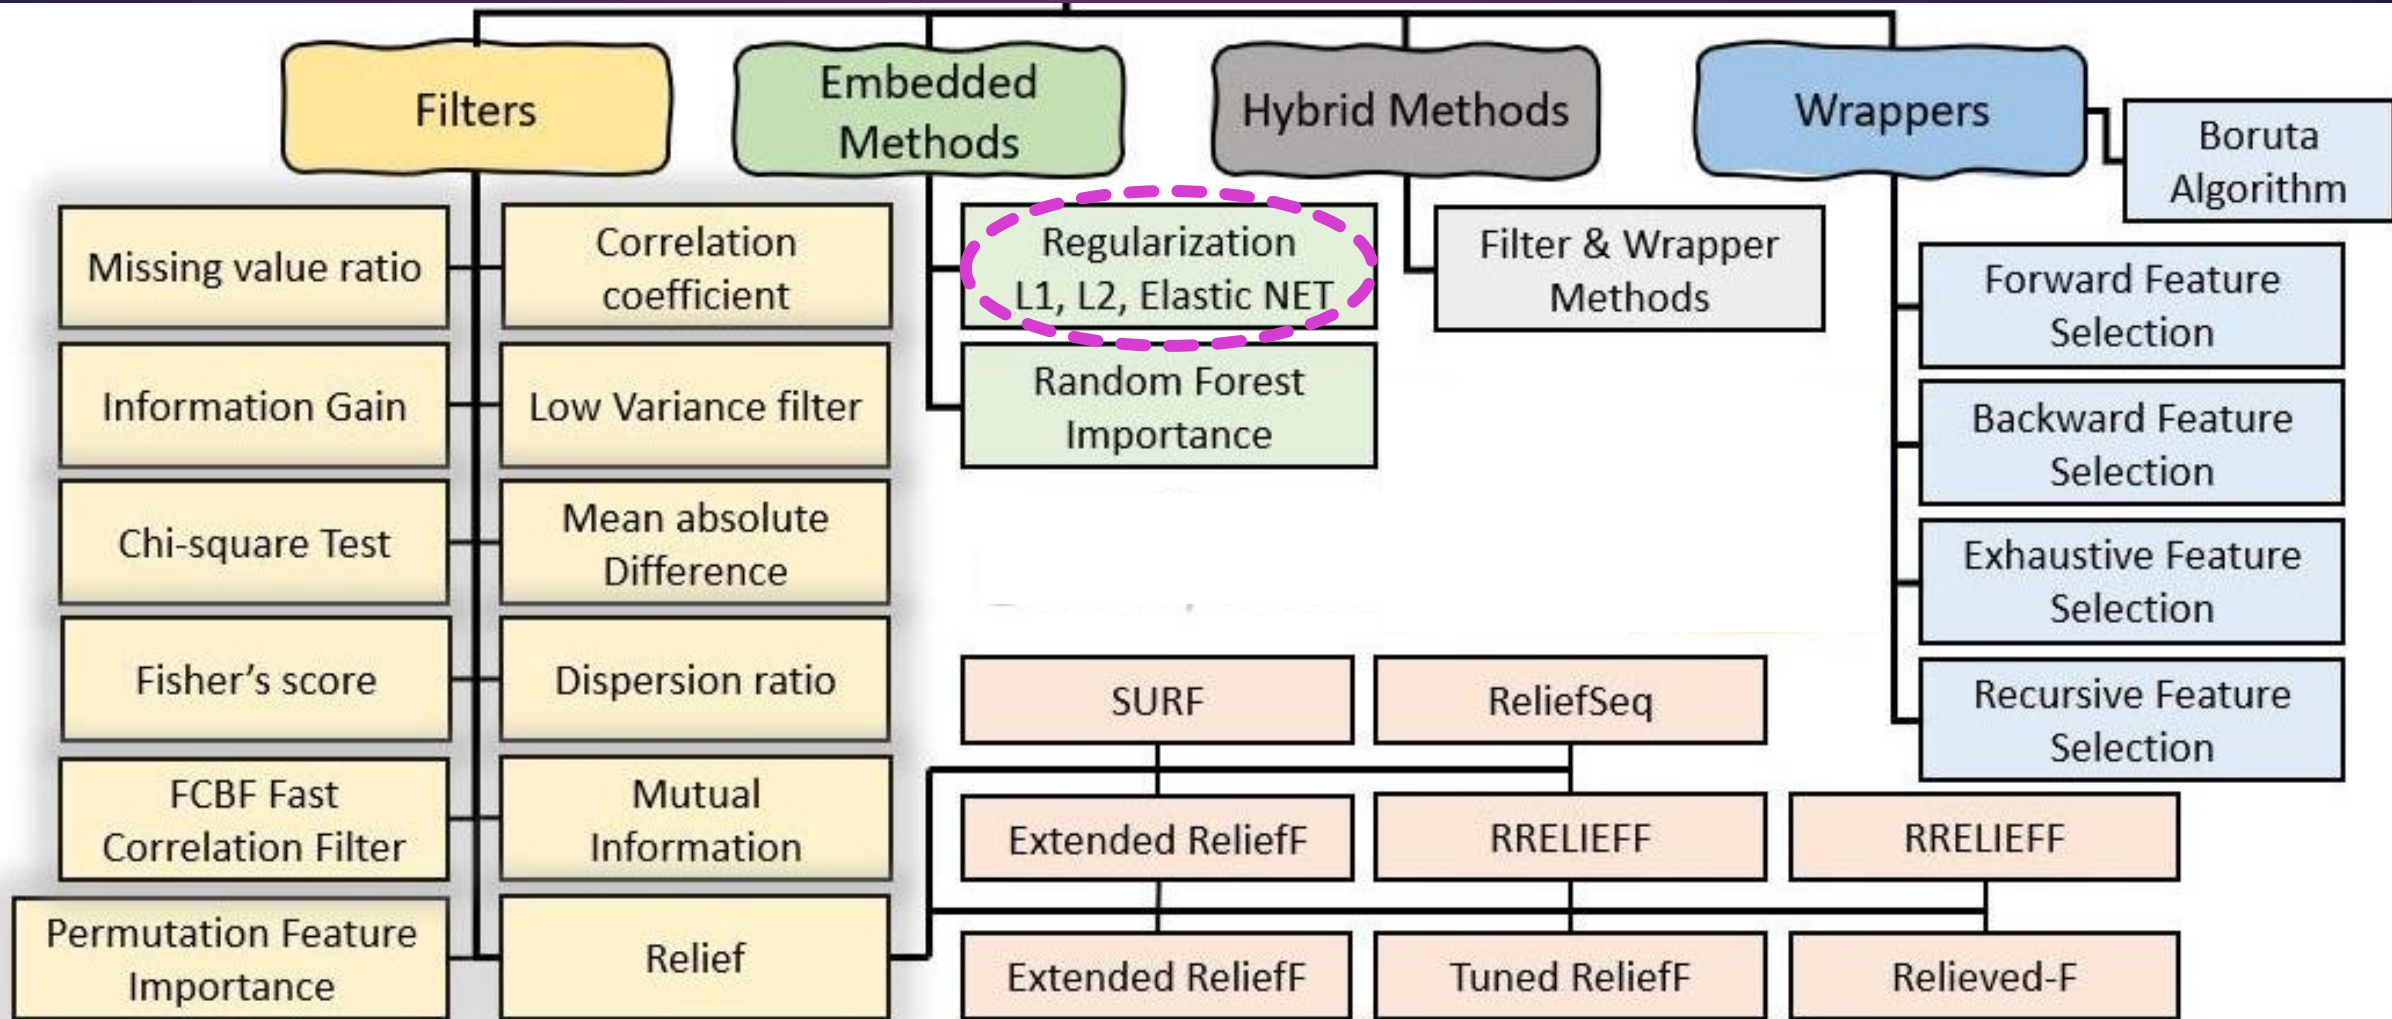 Filters
Embedded
Methods
Hybrid Methods
Wrappers
Boruta
Algorithm
Missing value ratio
Correlation
coefficient
Information Gain
Low Variance filter
Chi-square Test
Mean absolute
Difference
Fisher's score
Dispersion ratio
FCBF Fast
Correlation Filter
Mutual
Information
Permutation Feature
Importance
Relief
Regularization
L1, L2, Elastic NET
Random Forest
Importance
Filter & Wrapper
Methods
Forward Feature
Selection
Backward Feature
Selection
Exhaustive Feature
Selection
Recursive Feature
Selection
SURF
ReliefSeq
Extended ReliefF
RRELIEFF
RRELIEFF
Extended ReliefF
Tuned ReliefF
Relieved-F